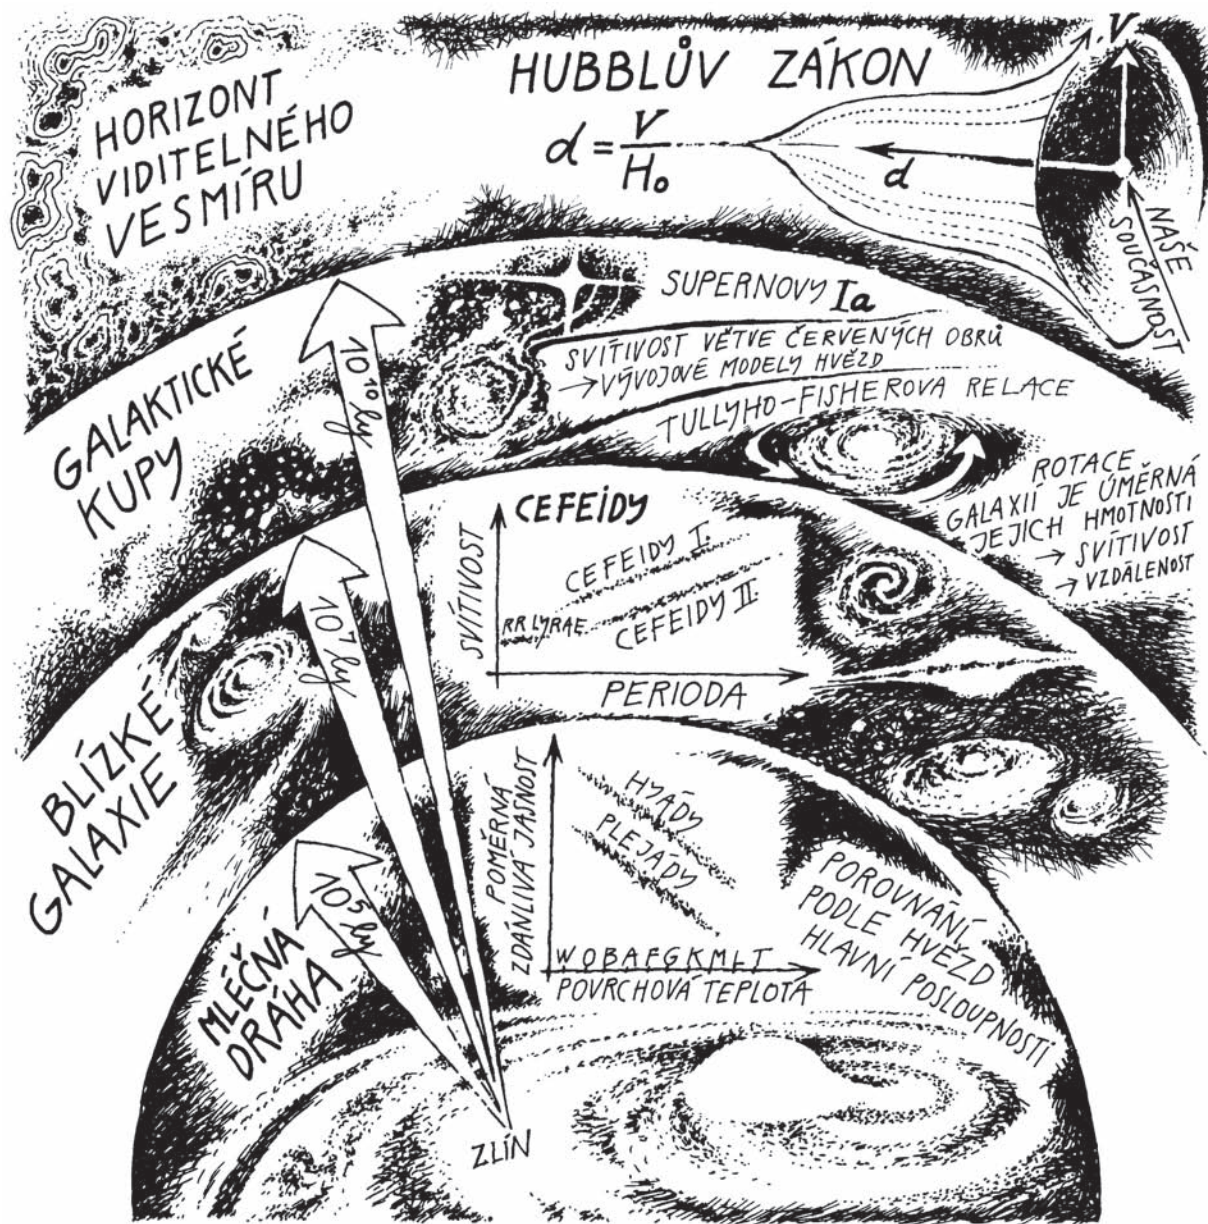 HUBBLŮV ZÁKON
d = v / H₀
HORIZONT
VIDITELNÉHO
VESMÍRU
v
d
NAŠE
SOUČASNOST
GALAKTICKÉ
KUPY
10¹⁰ ly
SUPERNOVY Ia
SVÍTIVOST VĚTVE ČERVENÝCH OBRŮ
→ VÝVOJOVÉ MODELY HVĚZD
TULLYHO-FISHEROVA RELACE
ROTACE
GALAXIÍ JE ÚMĚRNÁ
JEJICH HMOTNOSTI
→ SVÍTIVOST
→ VZDÁLENOST
BLÍZKÉ
GALAXIE
10⁷ ly
CEFEIDY
SVÍTIVOST
CEFEIDY I.
RR LYRAE
CEFEIDY II.
PERIODA
MLÉČNÁ
DRÁHA
10⁵ ly
POMĚRNÁ
ZDÁNLIVÁ JASNOST
HYÁDY
PLEJÁDY
WOBAFGKMLT
POVRCHOVÁ TEPLOTA
POROVNÁNÍ
PODLE HVĚZD
HLAVNÍ POSLOUPNOSTI
ZLÍN